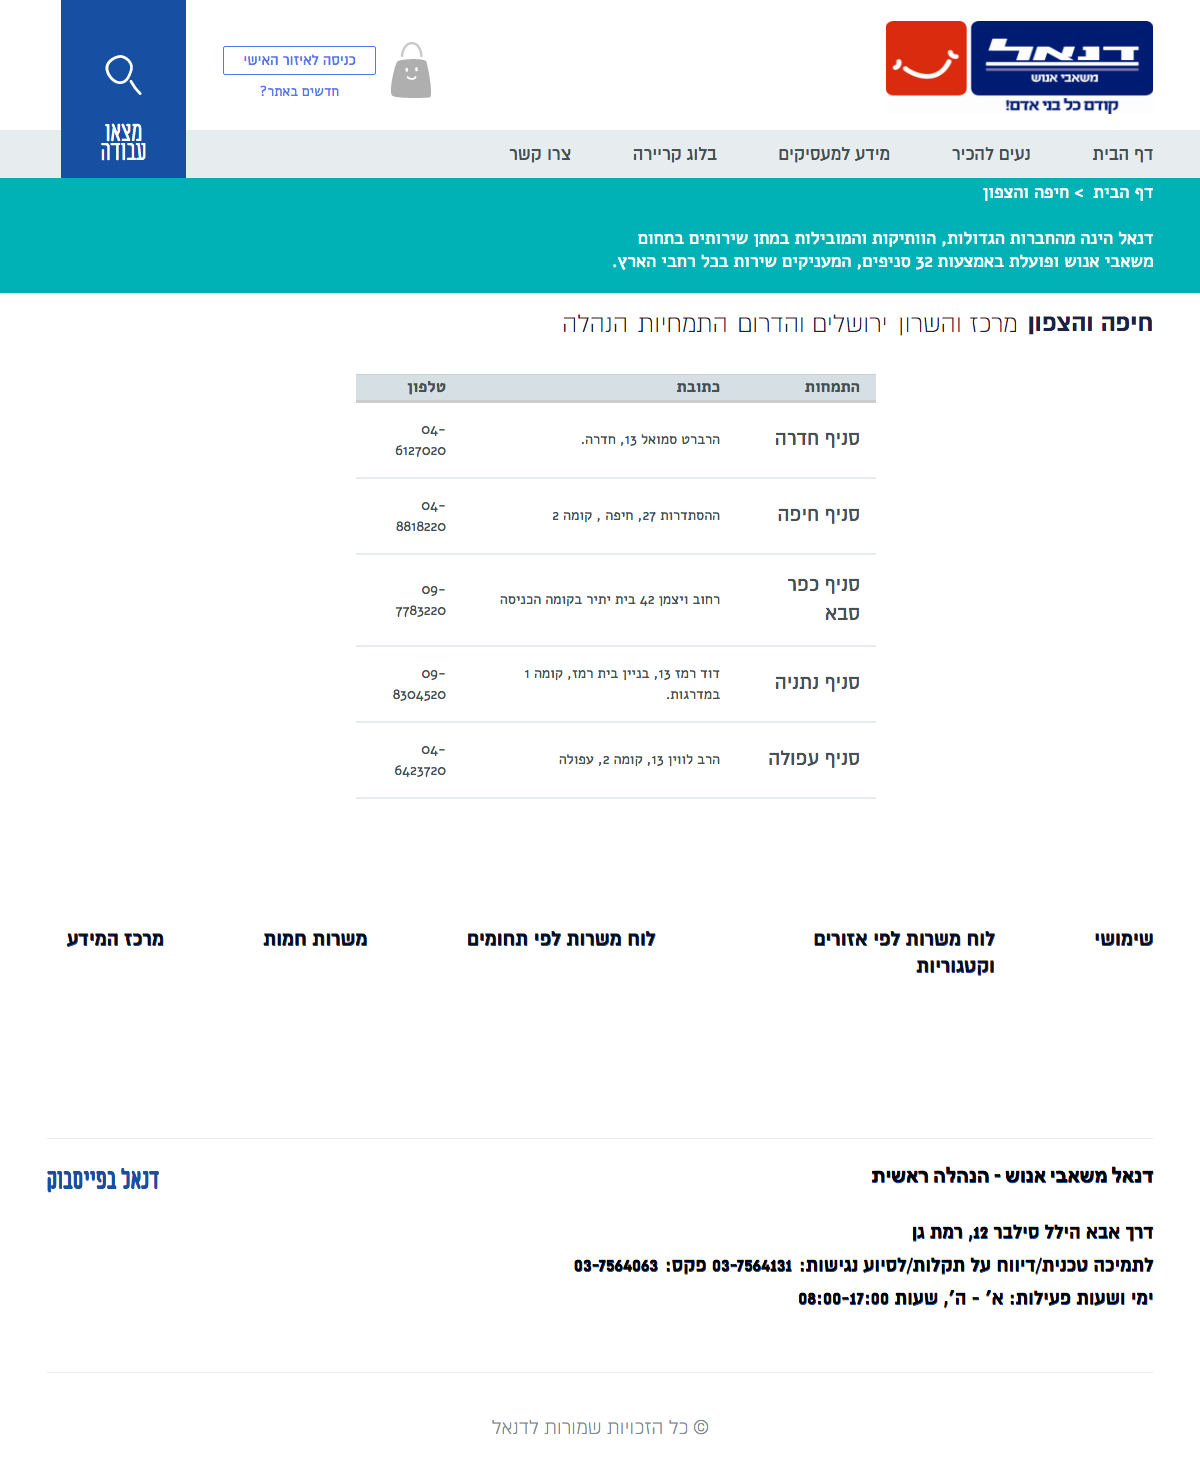 דנאל
משאבי אנוש
קודם כל בני אדם!
כניסה לאיזור האישי
חדשים באתר?
מצאו
עבודה
דף הבית
נעים להכיר
מידע למעסיקים
בלוג קריירה
צרו קשר
דף הבית > חיפה והצפון
דנאל הינה מהחברות הגדולות, הוותיקות והמובילות במתן שירותים בתחום
משאבי אנוש ופועלת באמצעות 32 סניפים, המעניקים שירות בכל רחבי הארץ.
חיפה והצפון מרכז והשרון ירושלים והדרום התמחיות הנהלה
התמחות כתובת טלפון
סניף חדרה
הרברט סמואל 13, חדרה.
04-
6127020
סניף חיפה
ההסתדרות 27, חיפה , קומה 2
04-
8818220
סניף כפר
סבא
רחוב ויצמן 42 בית יתיר בקומה הכניסה
09-
7783220
סניף נתניה
דוד רמז 13, בניין בית רמז, קומה 1
במדרגות.
09-
8304520
סניף עפולה
הרב לווין 13, קומה 2, עפולה
04-
6423720
שימושי
לוח משרות לפי אזורים
וקטגוריות
לוח משרות לפי תחומים
משרות חמות
מרכז המידע
דנאל משאבי אנוש - הנהלה ראשית
דנאל בפייסבוק
דרך אבא הילל סילבר 12, רמת גן
לתמיכה טכנית/דיווח על תקלות/לסיוע נגישות: 03-7564131 פקס: 03-7564063
ימי ושעות פעילות: א' - ה', שעות 08:00-17:00
© כל הזכויות שמורות לדנאל